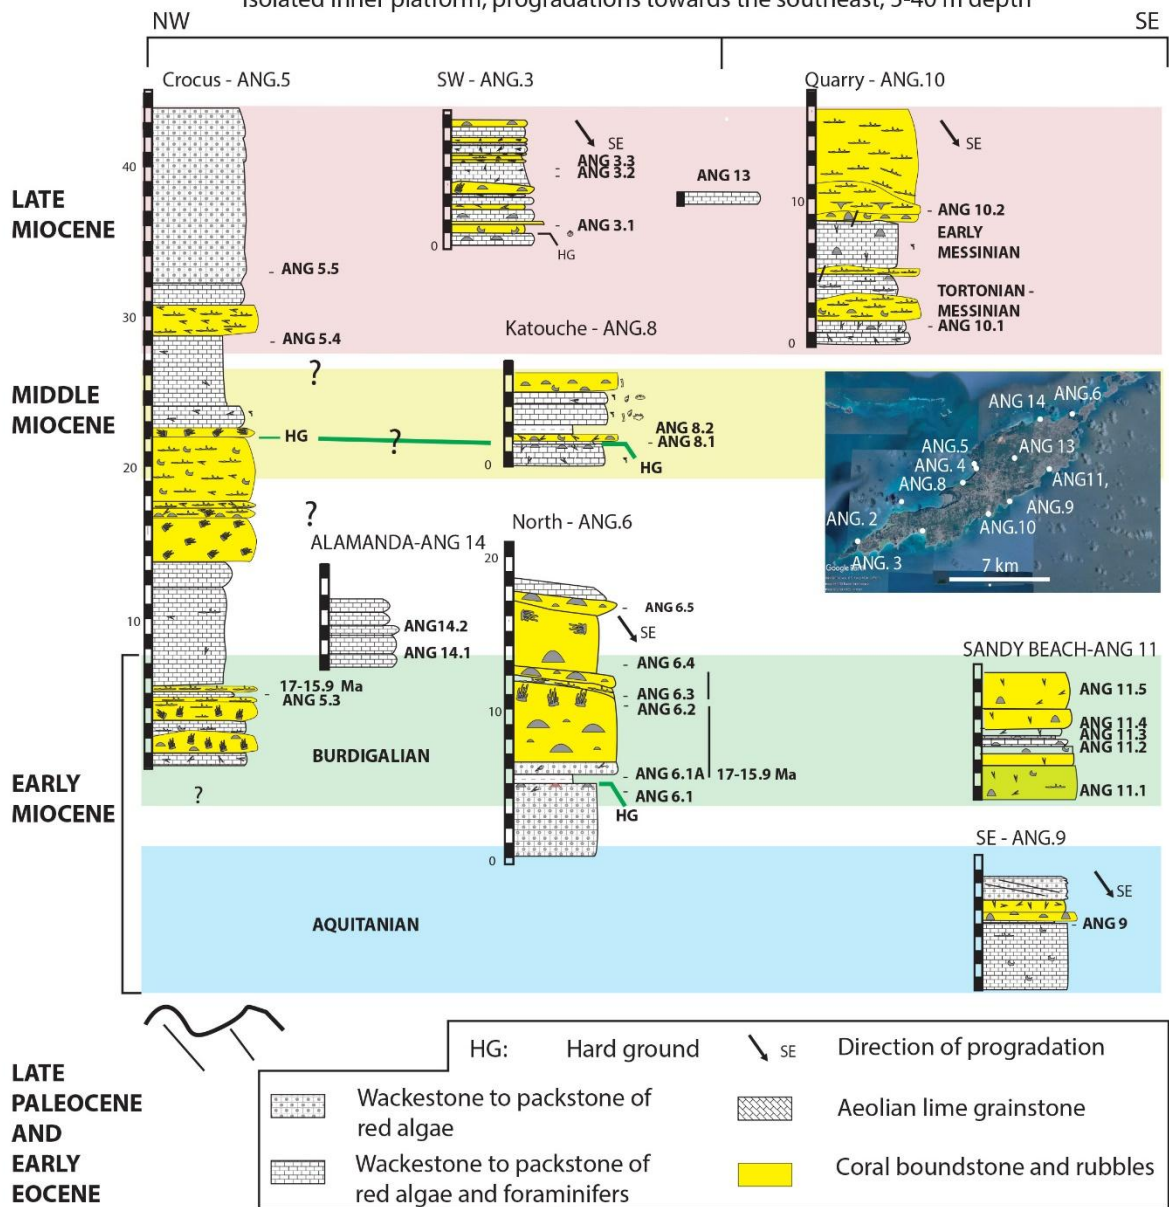 Isolated inner platform, progradations towards the southeast, 5-40 m depth
NW
SE
Crocus - ANG.5
SW - ANG.3
Quarry - ANG.10
LATE
MIOCENE
40
30
ANG 5.5
ANG 5.4
SE
ANG 3.3
ANG 3.2
ANG 3.1
HG
0
ANG 13
SE
10
0
ANG 10.2
EARLY
MESSINIAN
TORTONIAN -
MESSINIAN
ANG 10.1
Katouche - ANG.8
MIDDLE
MIOCENE
?
HG
?
20
0
ANG 8.2
ANG 8.1
HG
ANG 14
ANG.6
ANG.5
ANG. 4
ANG 13
ANG.8
ANG11,
ANG.9
ANG. 2
ANG.10
ANG. 3
7 km
?
North - ANG.6
ALAMANDA-ANG 14
20
10
ANG14.2
ANG 14.1
ANG 6.5
SE
ANG 6.4
ANG 6.3
ANG 6.2
10
ANG 6.1A
17-15.9 Ma
ANG 6.1
HG
0
SANDY BEACH-ANG 11
ANG 11.5
ANG 11.4
ANG 11.3
ANG 11.2
ANG 11.1
EARLY
MIOCENE
17-15.9 Ma
ANG 5.3
BURDIGALIAN
?
SE - ANG.9
SE
ANG 9
AQUITANIAN
LATE
PALEOCENE
AND
EARLY
EOCENE
HG: Hard ground
SE Direction of progradation
Wackestone to packstone of
red algae
Aeolian lime grainstone
Wackestone to packstone of
red algae and foraminifers
Coral boundstone and rubbles